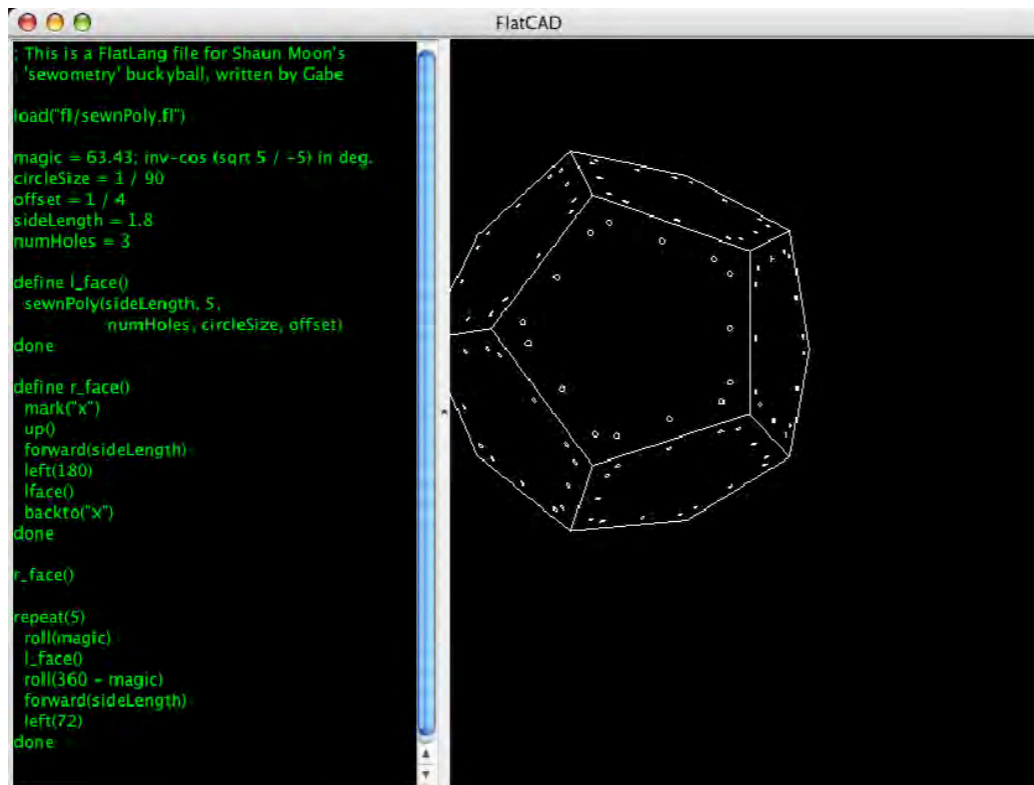 FlatCAD
; This is a FlatLang file for Shaun Moon's
'sewometry' buckyball, written by Gabe
load("fl/sewnPoly.fl")
magic = 63.43; inv-cos (sqrt 5 / -5) in deg.
circleSize = 1 / 90
offset = 1 / 4
sideLength = 1.8
numHoles = 3
define l_face()
sewnPoly(sideLength, 5,
numHoles, circleSize, offset)
done
define r_face()
mark("x")
up()
forward(sideLength)
left(180)
lface()
backto("x")
done
r_face()
repeat(5)
roll(magic)
l_face()
roll(360 - magic)
forward(sideLength)
left(72)
done